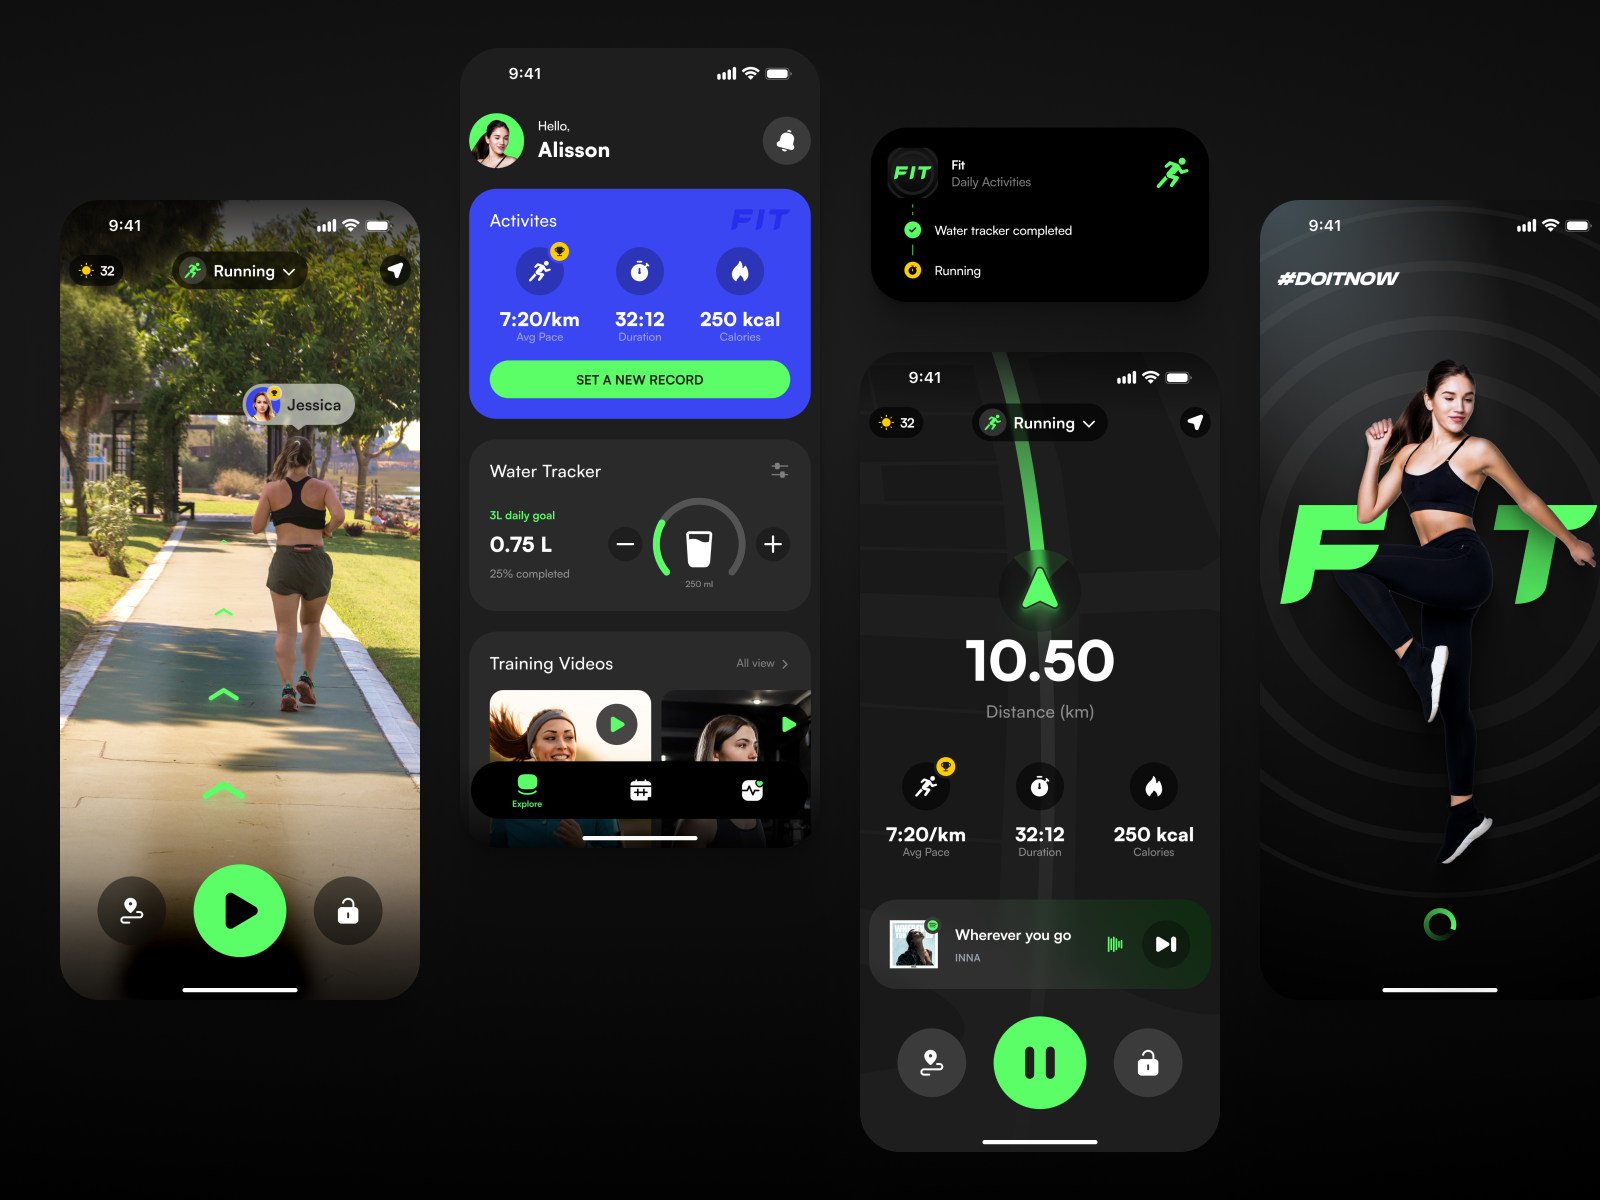 9:41
32
Running
Jessica
9:41
Hello,
Alisson
Activites
FIT
7:20/km
32:12
250 kcal
Avg Pace
Duration
Calories
SET A NEW RECORD
Water Tracker
3L daily goal
0.75 L
25% completed
250 ml
Training Videos
All view
Explore
FIT
Fit
Daily Activities
Water tracker completed
Running
9:41
32
Running
10.50
Distance (km)
7:20/km
32:12
250 kcal
Avg Pace
Duration
Calories
Wherever you go
INNA
9:41
#DOITNOW
F T